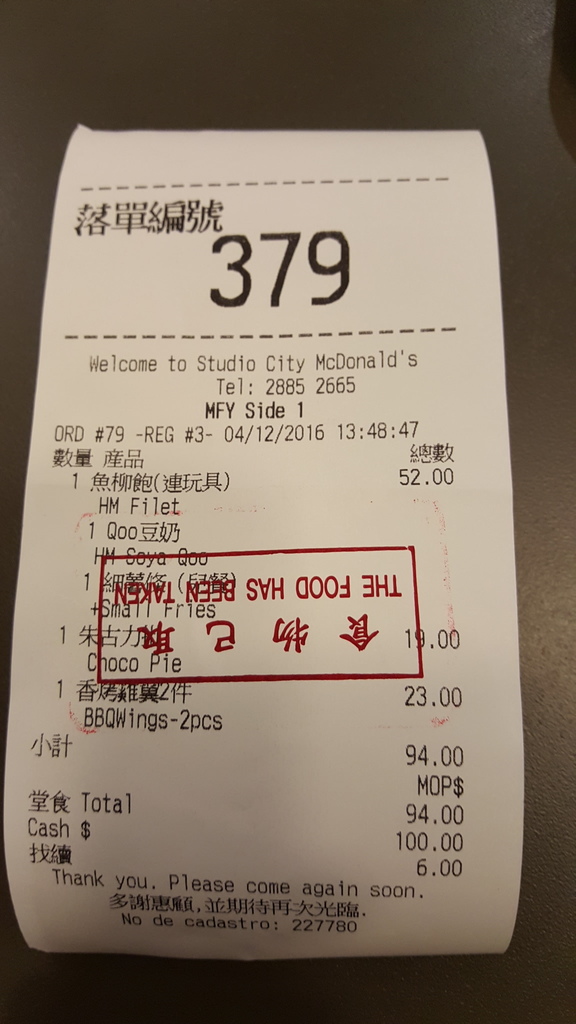 落單編號
379
Welcome to Studio City McDonald's
Tel: 2885 2665
MFY Side 1
ORD #79 -REG #3- 04/12/2016 13:48:47
數量 產品 總數
1 魚柳飽(連玩具) 52.00
HM Filet
1 Qoo豆奶
HM Soya Qoo
1 細薯條 (兒餐)
+Small Fries
THE FOOD HAS BEEN TAKEN
食物已取
1 朱古力 19.00
Choco Pie
1 香烤雞翼2件 23.00
BBQWings-2pcs
小計 94.00
MOP$
堂食 Total 94.00
Cash $ 100.00
找續 6.00
Thank you. Please come again soon.
多謝惠顧,並期待再次光臨.
No de cadastro: 227780